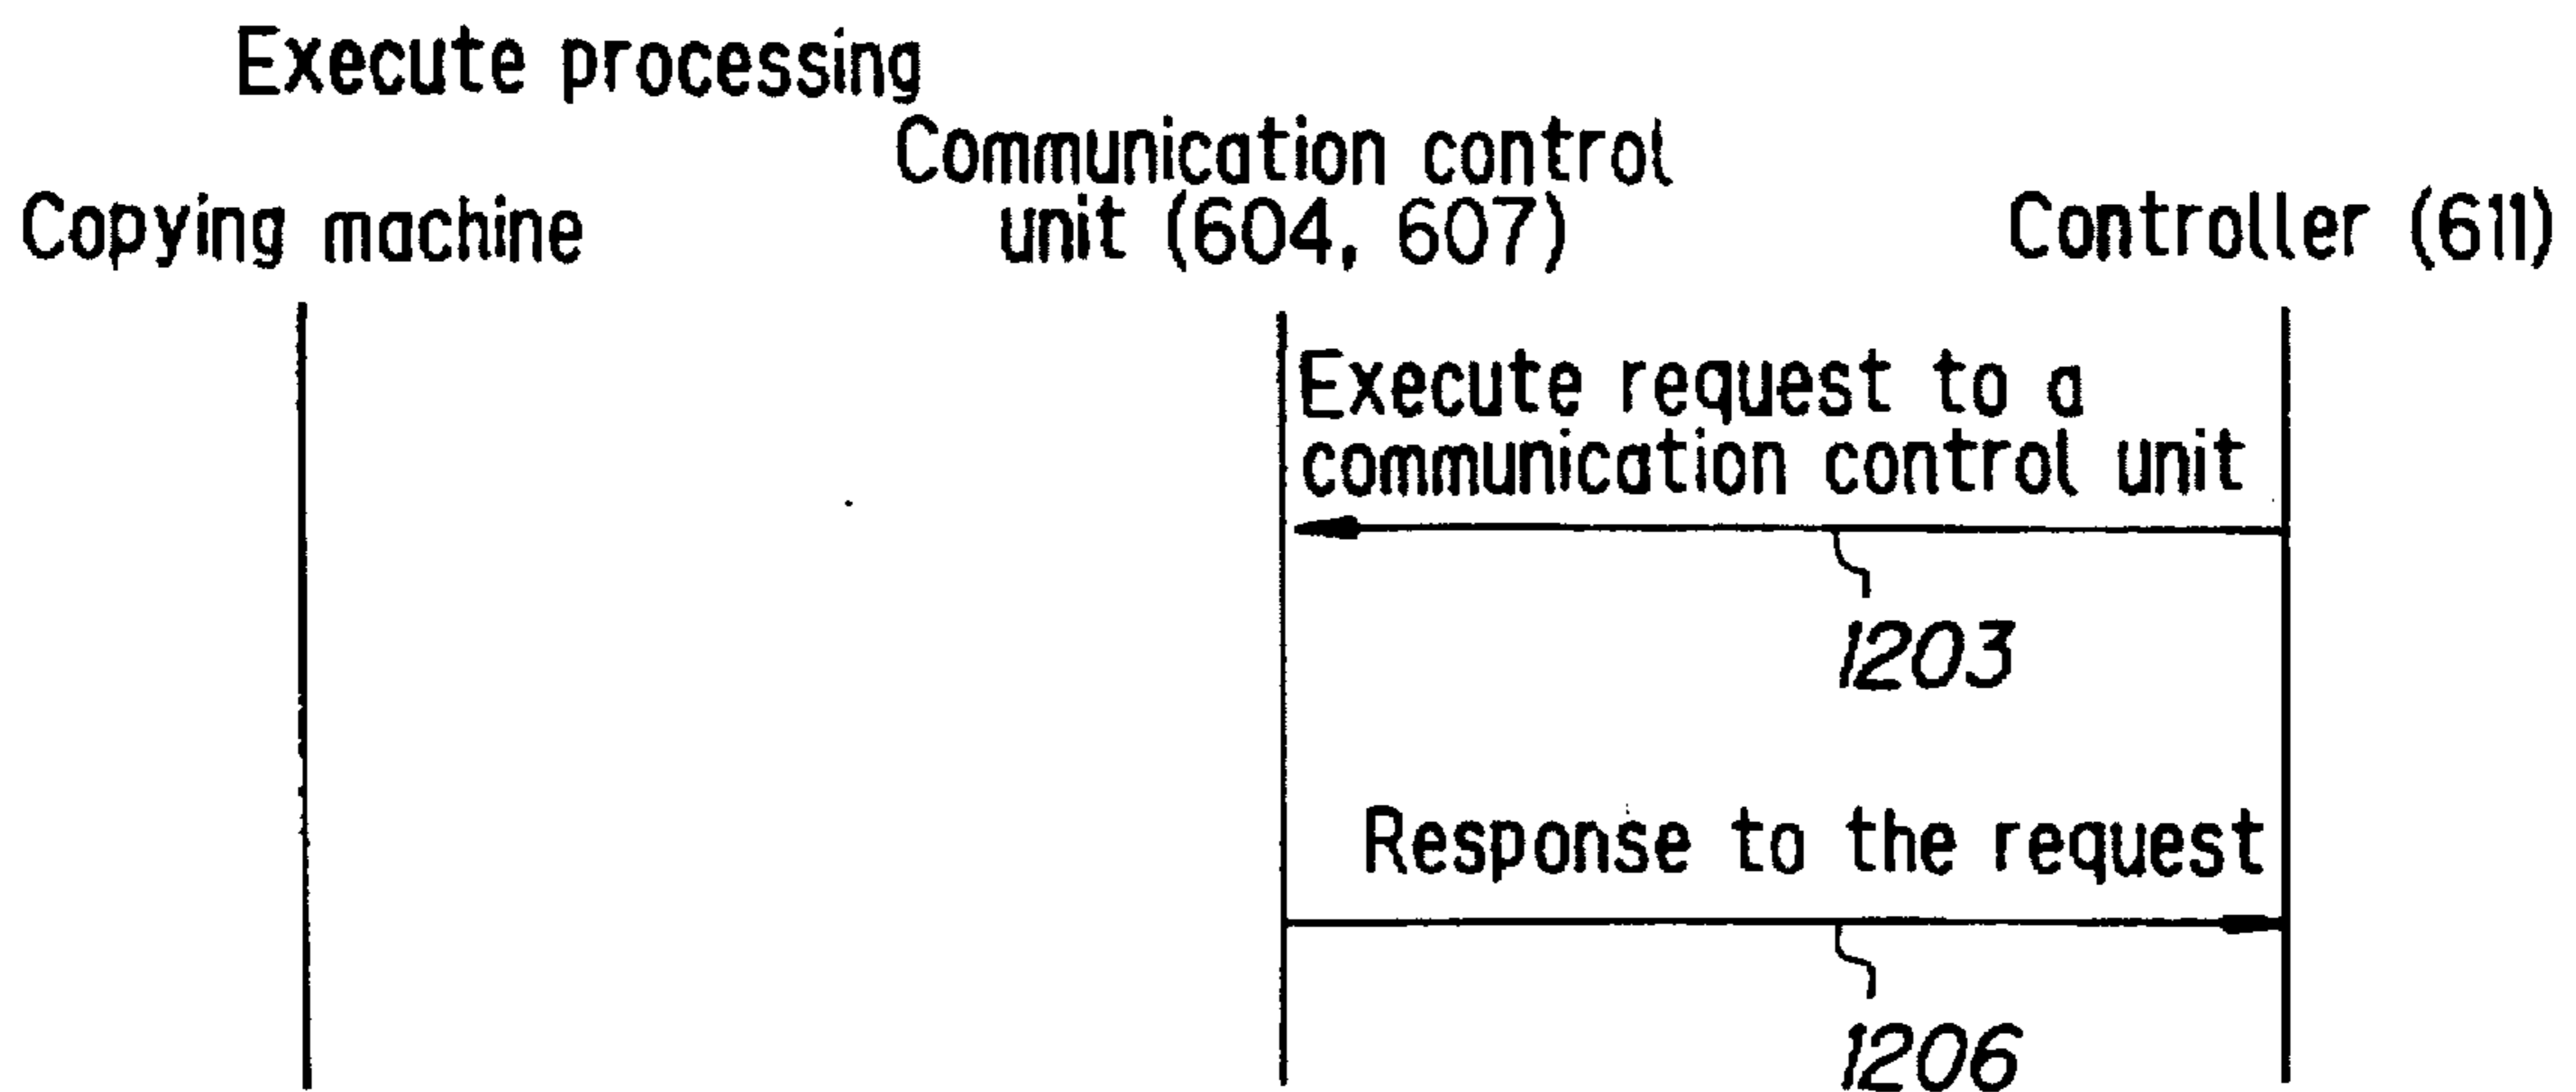 Execute processing
Communication control
unit (604, 607)
Copying machine
Controller (611)
Execute request to a
communication control unit
1203
Response to the request
1206